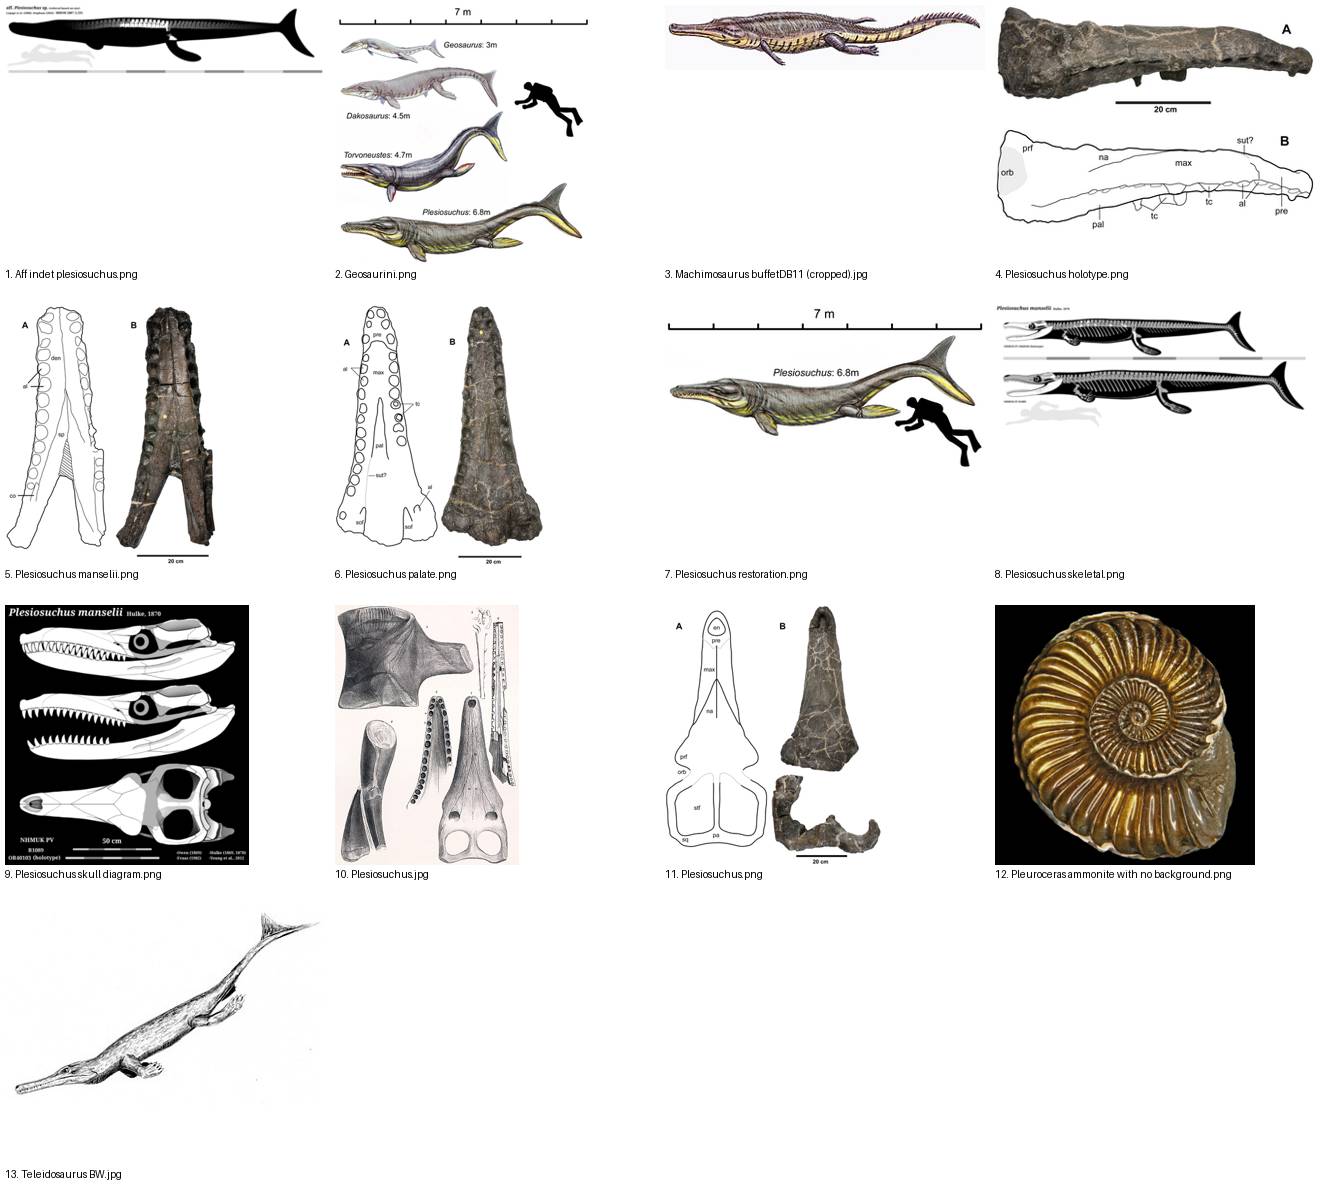 aff. Plesiosuchus sp.
7 m
Geosaurus: 3m
Dakosaurus: 4.5m
Torvoneustes: 4.7m
Plesiosuchus: 6.8m
A
20 cm
B
sut?
prf
na
max
orb
tc
tc
al
pre
pal
1. Aff indet plesiosuchus.png
2. Geosaurini.png
3. Machimosaurus buffetDB11 (cropped).jpg
4. Plesiosuchus holotype.png
A
B
den
al
sp
co
20 cm
A
B
pre
al
max
tc
pal
sut?
al
sof
sof
20 cm
7 m
Plesiosuchus: 6.8m
Plesiosuchus manselii Hulke, 1870
5. Plesiosuchus manselii.png
6. Plesiosuchus palate.png
7. Plesiosuchus restoration.png
8. Plesiosuchus skeletal.png
Plesiosuchus manselii Hulke, 1870
NHMUK PV
50 cm
A
B
en
pre
max
na
prf
orb
stf
sq
pa
20 cm
9. Plesiosuchus skull diagram.png
10. Plesiosuchus.jpg
11. Plesiosuchus.png
12. Pleuroceras ammonite with no background.png
13. Teleidosaurus BW.jpg